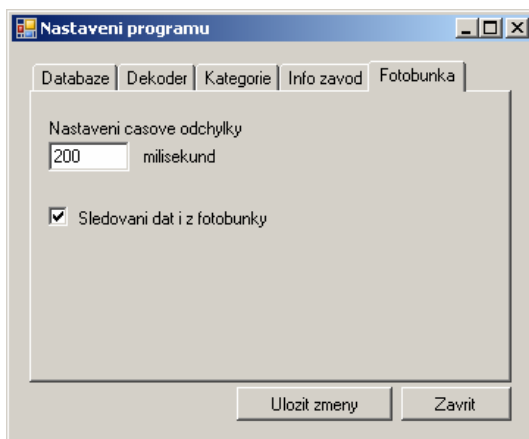 Nastaveni programu
Databaze Dekoder Kategorie Info zavod Fotobunka
Nastaveni casove odchylky
200 milisekund
Sledovani dat i z fotobunky
Ulozit zmeny Zavrit